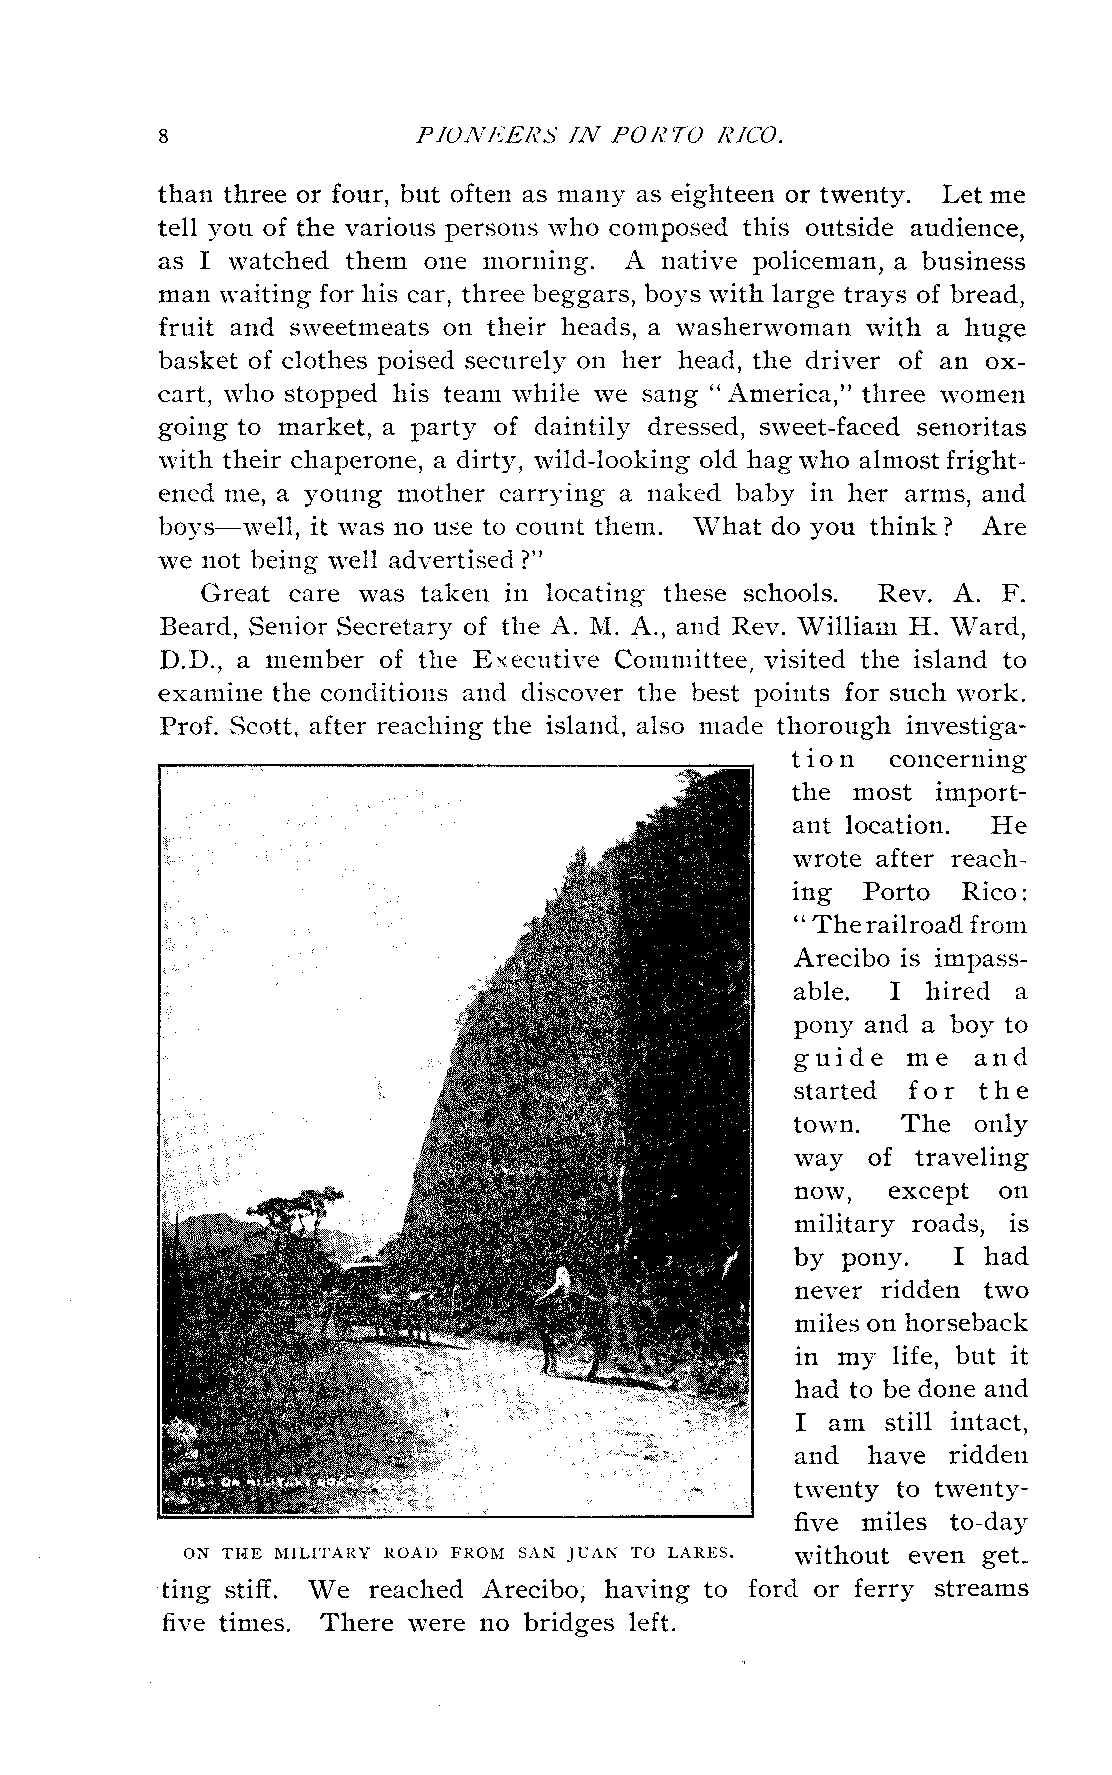 8 PIONEERS IN PORTO RICO.
than three or four, but often as many as eighteen or twenty. Let me
tell you of the various persons who composed this outside audience,
as I watched them one morning. A native policeman, a business
man waiting for his car, three beggars, boys with large trays of bread,
fruit and sweetmeats on their heads, a washerwoman with a huge
basket of clothes poised securely on her head, the driver of an ox-
cart, who stopped his team while we sang “America,” three women
going to market, a party of daintily dressed, sweet-faced senoritas
with their chaperone, a dirty, wild-looking old hag who almost fright-
ened me, a young mother carrying a naked baby in her arms, and
boys—well, it was no use to count them. What do you think? Are
we not being well advertised?”
Great care was taken in locating these schools. Rev. A. F.
Beard, Senior Secretary of the A. M. A., and Rev. William H. Ward,
D.D., a member of the Executive Committee, visited the island to
examine the conditions and discover the best points for such work.
Prof. Scott, after reaching the island, also made thorough investiga-
tion concerning
the most import-
ant location. He
wrote after reach-
ing Porto Rico:
“The railroad from
Arecibo is impass-
able. I hired a
pony and a boy to
guide me and
started for the
town. The only
way of traveling
now, except on
military roads, is
by pony. I had
never ridden two
miles on horseback
in my life, but it
had to be done and
I am still intact,
and have ridden
twenty to twenty-
five miles to-day
without even get-
ting stiff. We reached Arecibo, having to ford or ferry streams
five times. There were no bridges left.
ON THE MILITARY ROAD FROM SAN JUAN TO LARES.